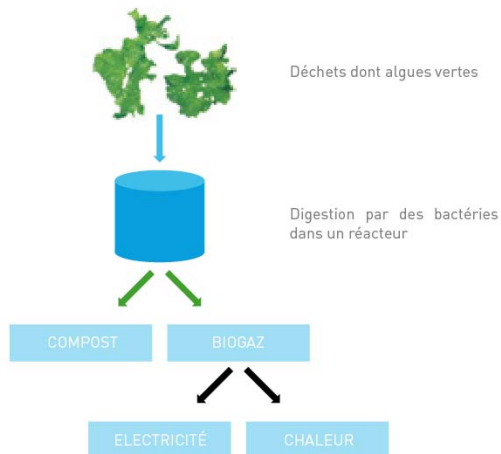 Déchets dont algues vertes
Digestion par des bactéries
dans un réacteur
COMPOST
BIOGAZ
ELECTRICITÉ
CHALEUR